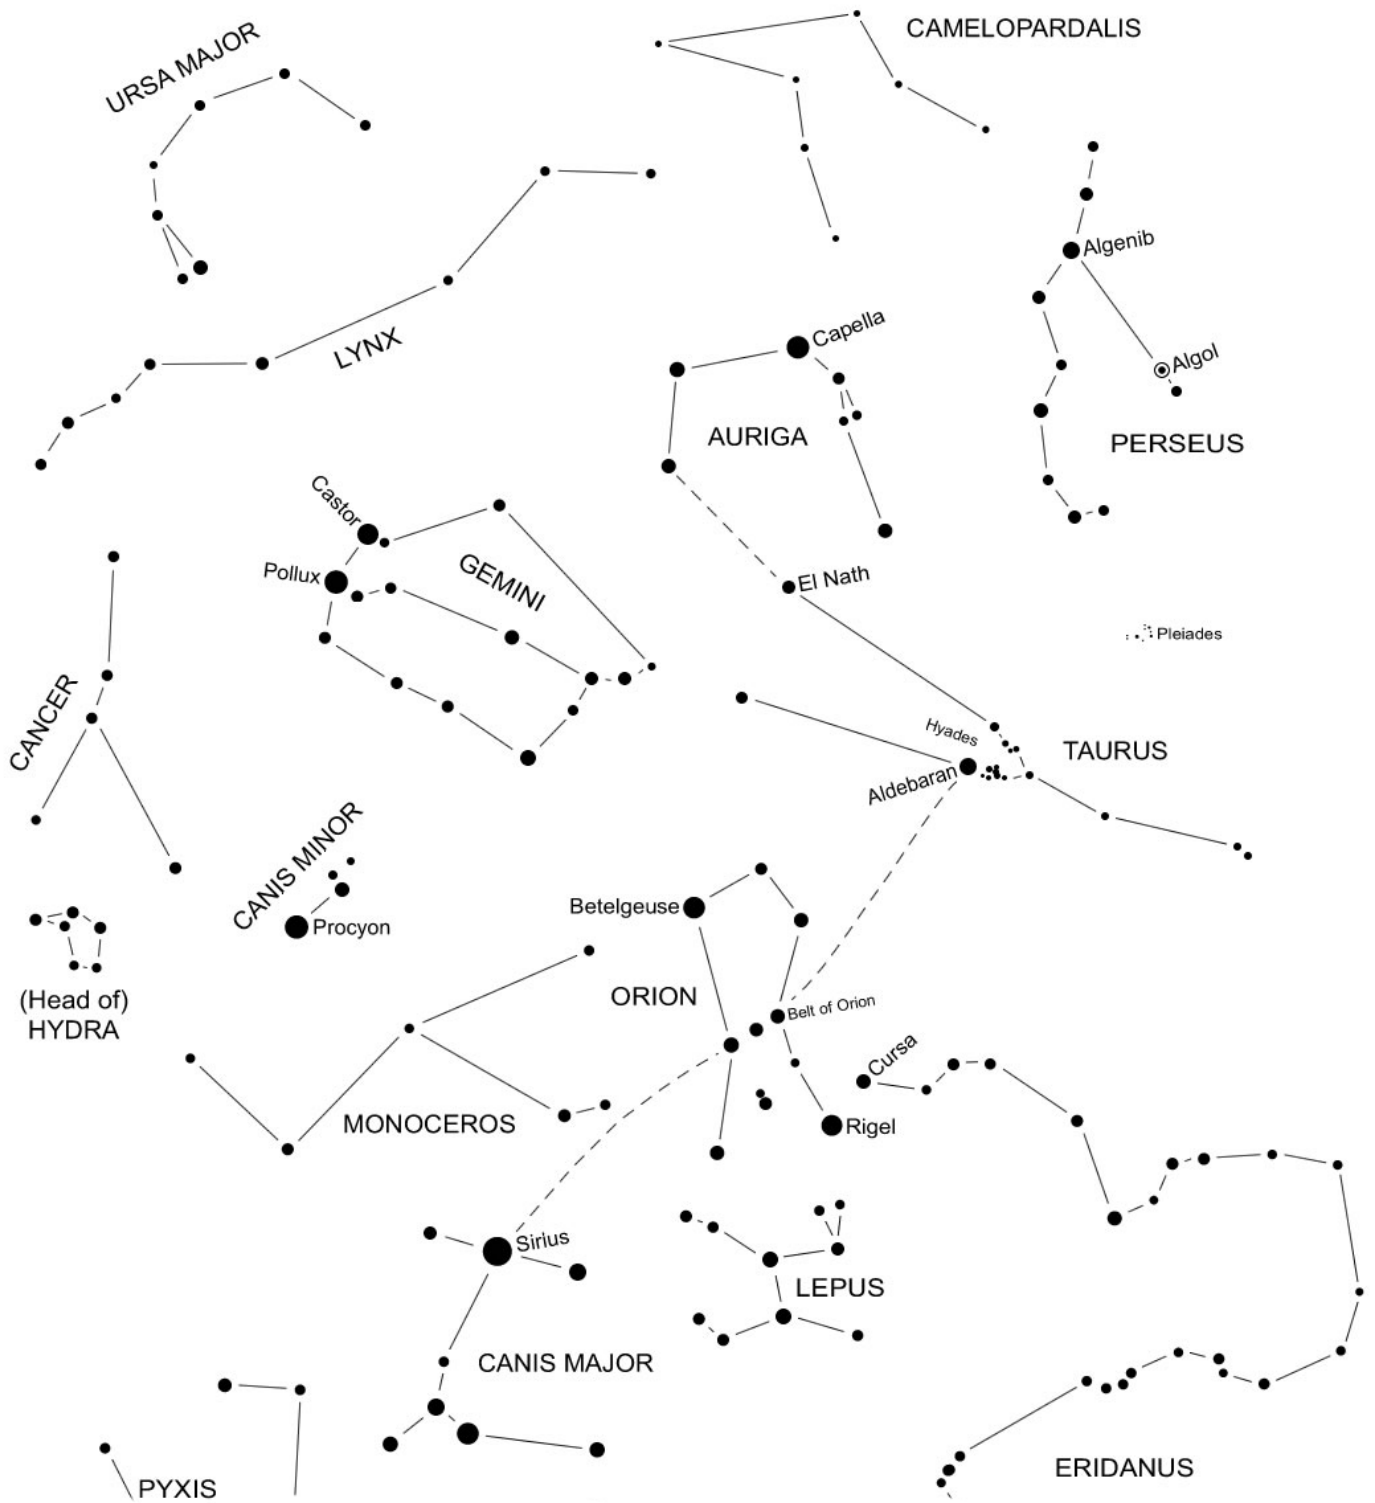 CAMELOPARDALIS
URSA MAJOR
Algenib
LYNX
Capella
Algol
AURIGA
PERSEUS
Castor
Pollux
GEMINI
El Nath
Pleiades
CANCER
Hyades
TAURUS
Aldebaran
CANIS MINOR
Procyon
Betelgeuse
ORION
(Head of)
HYDRA
Belt of Orion
Cursa
MONOCEROS
Rigel
Sirius
LEPUS
CANIS MAJOR
ERIDANUS
PYXIS